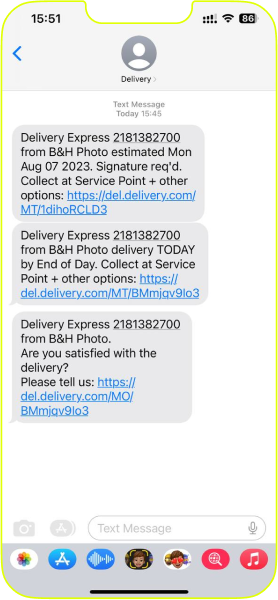 15:51
86
Delivery
Text Message
Today 15:45
Delivery Express 2181382700
from B&H Photo estimated Mon
Aug 07 2023. Signature req'd.
Collect at Service Point + other
options: https://del.delivery.com/
MT/1dihoRCLD3
Delivery Express 2181382700
from B&H Photo delivery TODAY
by End of Day. Collect at Service
Point + other options: https://
del.delivery.com/MT/BMmjqv9lo3
Delivery Express 2181382700
from B&H Photo.
Are you satisfied with the
delivery?
Please tell us: https://
del.delivery.com/MO/
BMmjqv9lo3
Text Message